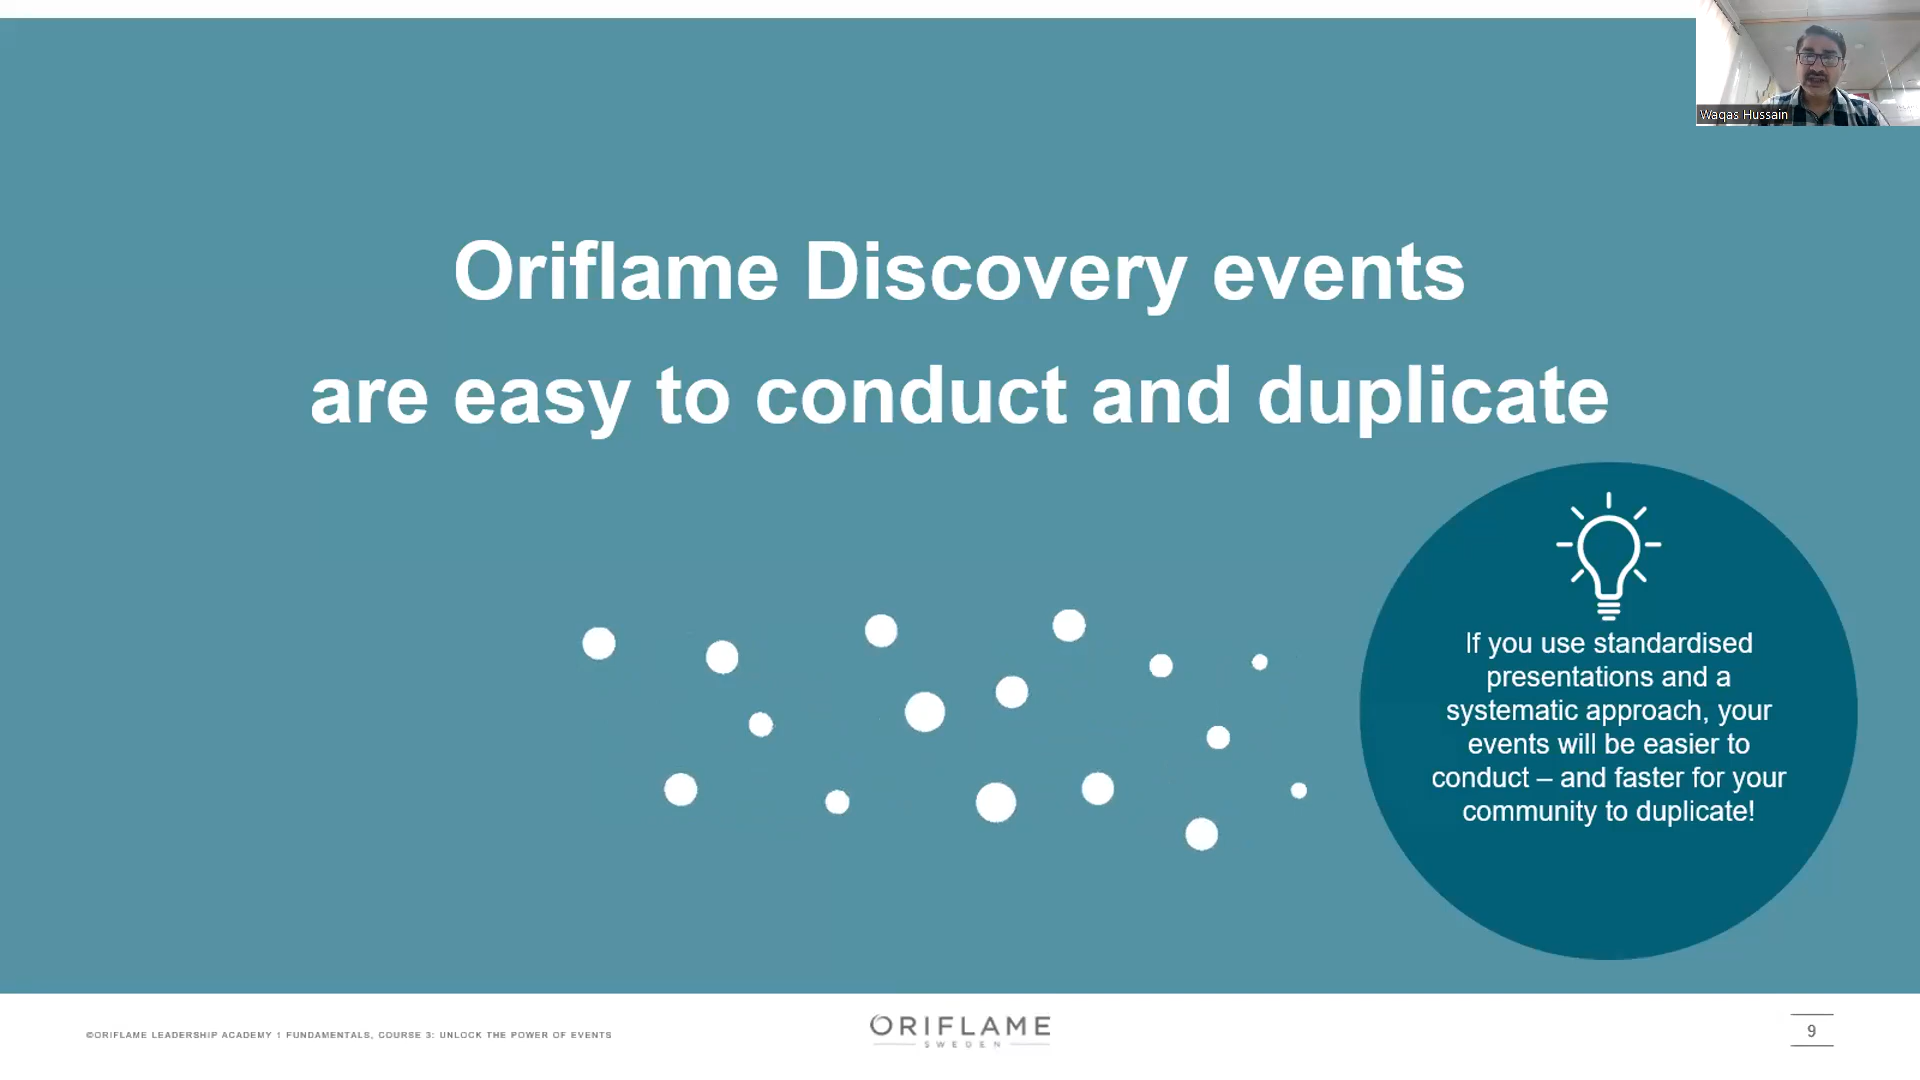 Waqas Hussain
Oriflame Discovery events
are easy to conduct and duplicate
If you use standardised
presentations and a
systematic approach, your
events will be easier to
conduct – and faster for your
community to duplicate!
©ORIFLAME LEADERSHIP ACADEMY 1 FUNDAMENTALS, COURSE 3: UNLOCK THE POWER OF EVENTS
ORIFLAME
SWEDEN
9